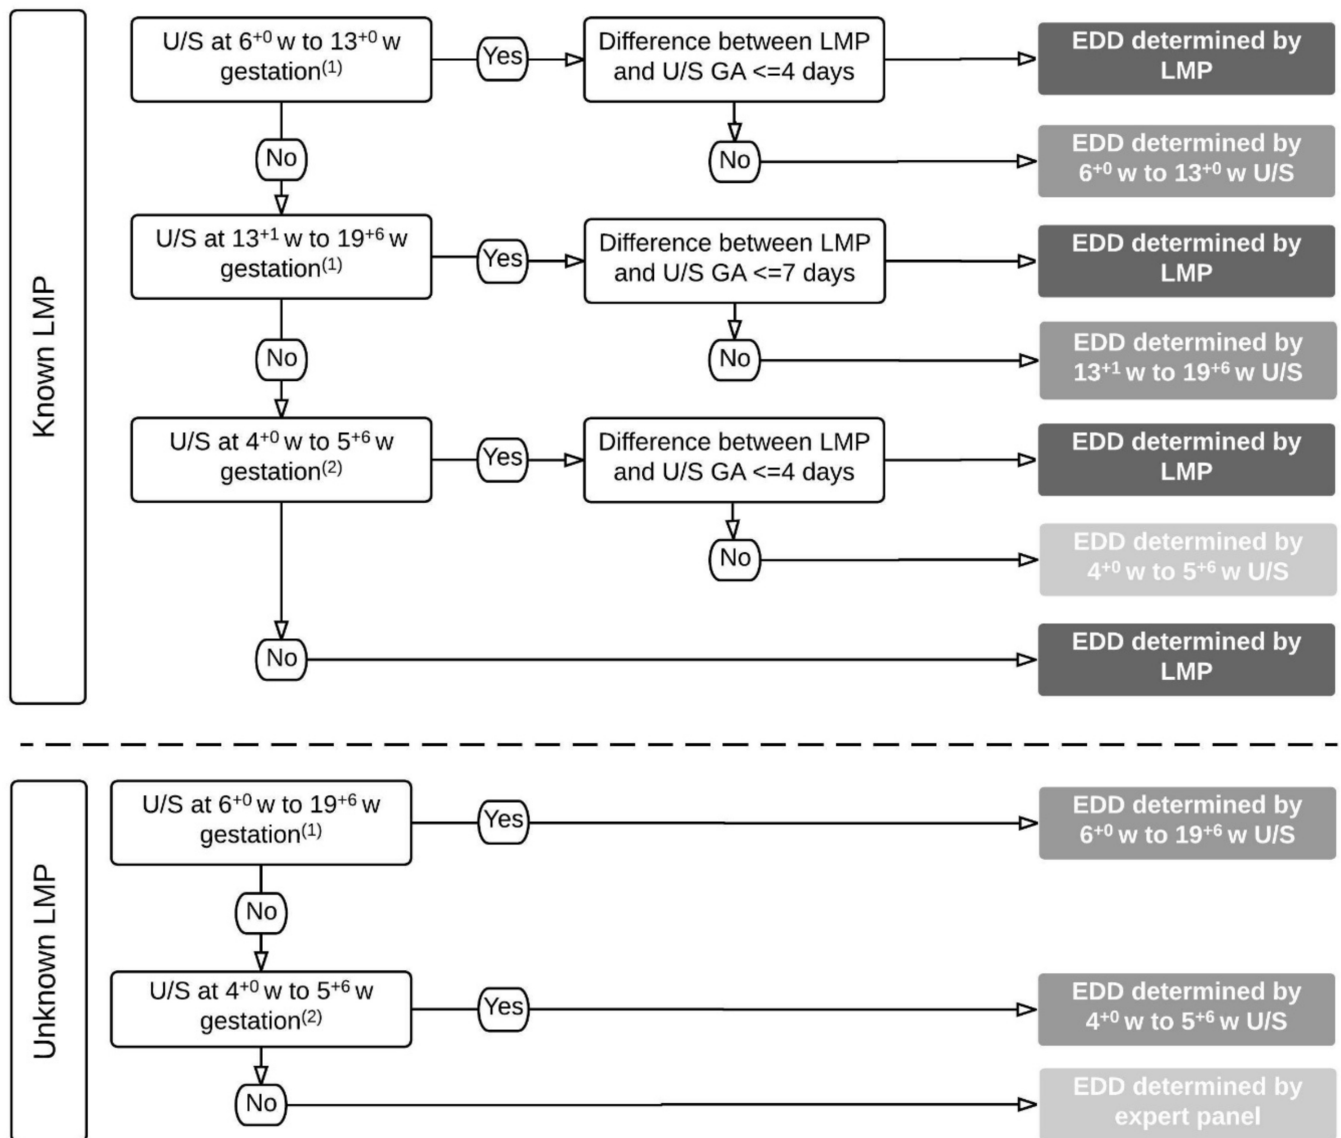 Known LMP
U/S at 6⁺⁰ w to 13⁺⁰ w
gestation⁽¹⁾
Yes
Difference between LMP
and U/S GA <=4 days
EDD determined by
LMP
No
No
EDD determined by
6⁺⁰ w to 13⁺⁰ w U/S
U/S at 13⁺¹ w to 19⁺⁶ w
gestation⁽¹⁾
Yes
Difference between LMP
and U/S GA <=7 days
EDD determined by
LMP
No
No
EDD determined by
13⁺¹ w to 19⁺⁶ w U/S
U/S at 4⁺⁰ w to 5⁺⁶ w
gestation⁽²⁾
Yes
Difference between LMP
and U/S GA <=4 days
EDD determined by
LMP
No
EDD determined by
4⁺⁰ w to 5⁺⁶ w U/S
No
EDD determined by
LMP
Unknown LMP
U/S at 6⁺⁰ w to 19⁺⁶ w
gestation⁽¹⁾
Yes
EDD determined by
6⁺⁰ w to 19⁺⁶ w U/S
No
U/S at 4⁺⁰ w to 5⁺⁶ w
gestation⁽²⁾
Yes
EDD determined by
4⁺⁰ w to 5⁺⁶ w U/S
No
EDD determined by
expert panel